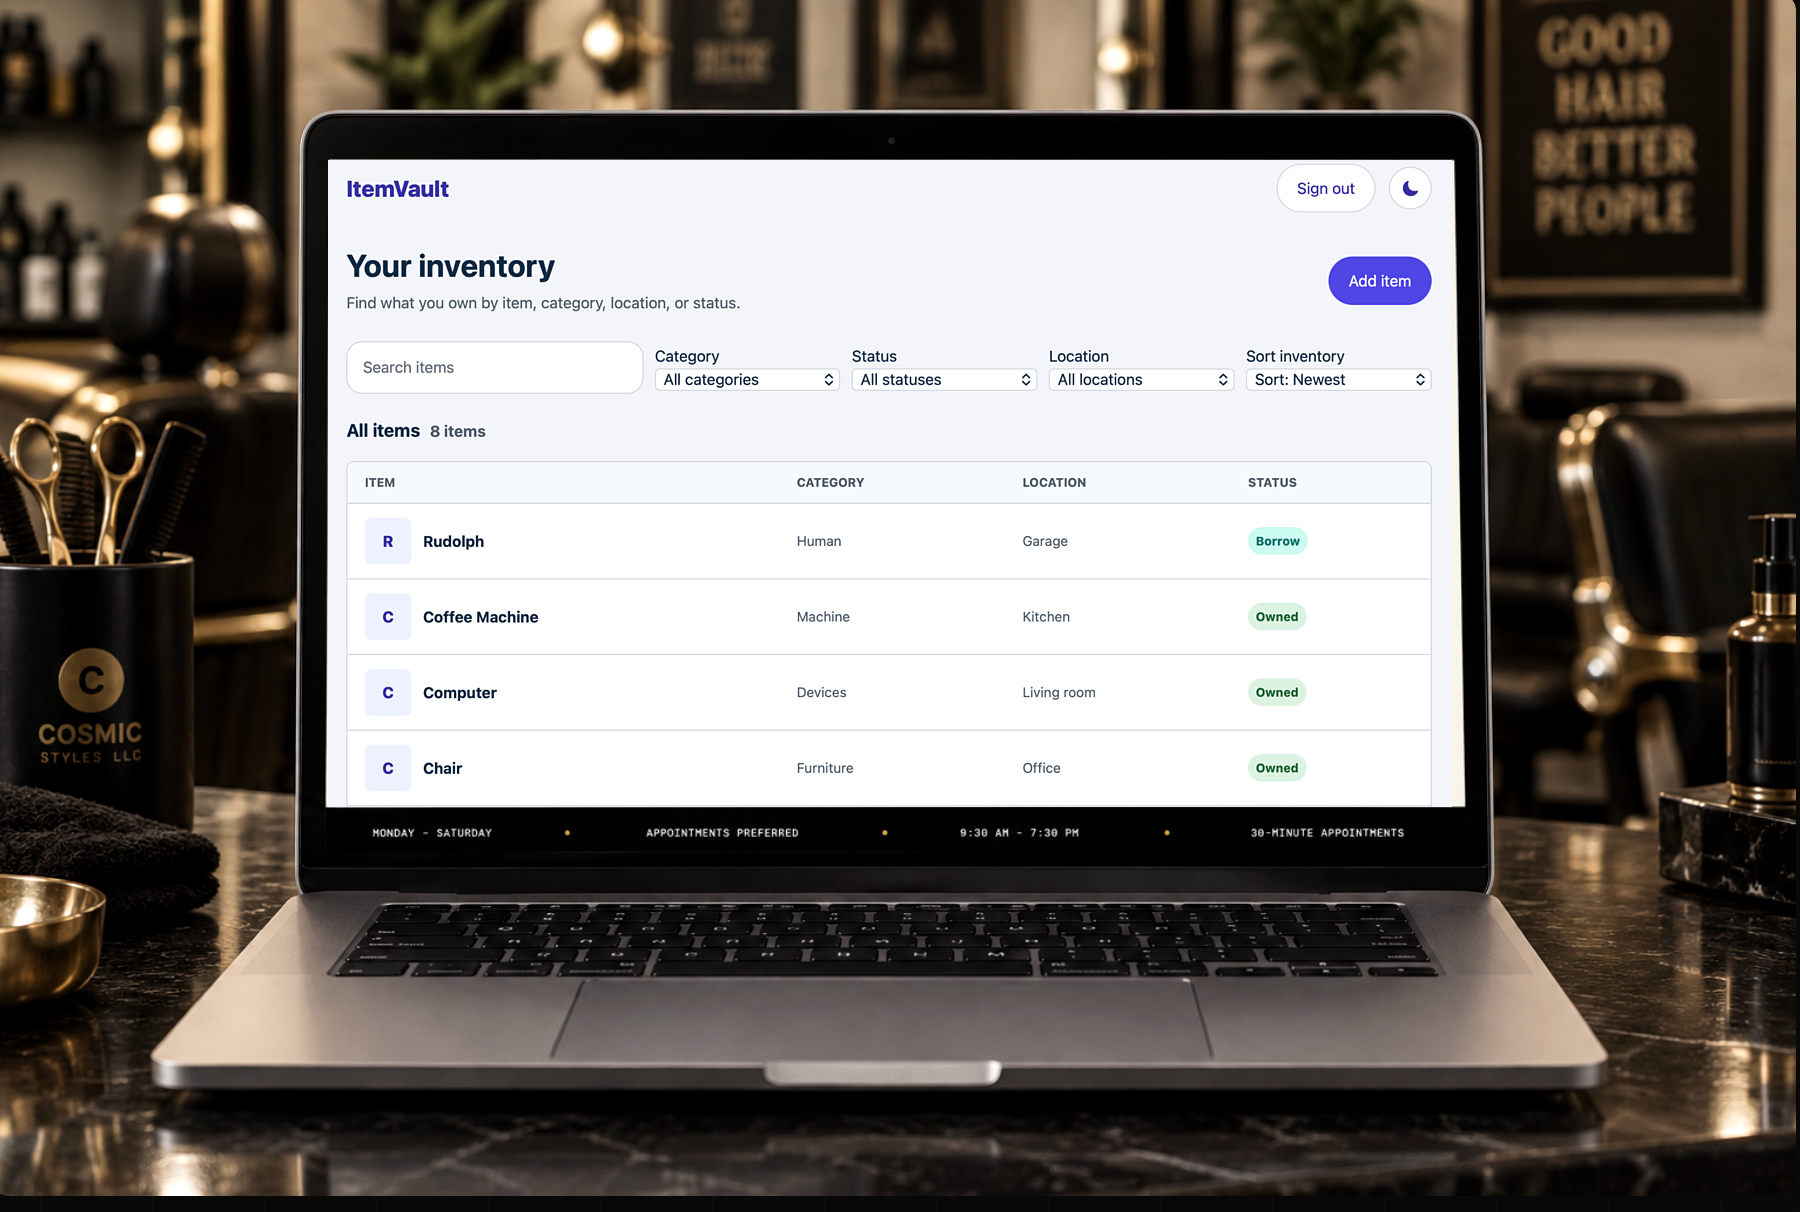 GOOD
HAIR
BETTER
PEOPLE
ItemVault
Sign out
Your inventory
Add item
Find what you own by item, category, location, or status.
Search items
Category
All categories
Status
All statuses
Location
All locations
Sort inventory
Sort: Newest
All items 8 items
ITEM CATEGORY LOCATION STATUS
R Rudolph Human Garage Borrow
C Coffee Machine Machine Kitchen Owned
C Computer Devices Living room Owned
C Chair Furniture Office Owned
MONDAY - SATURDAY • APPOINTMENTS PREFERRED • 9:30 AM - 7:30 PM • 30-MINUTE APPOINTMENTS
C
COSMIC
STYLES LLC